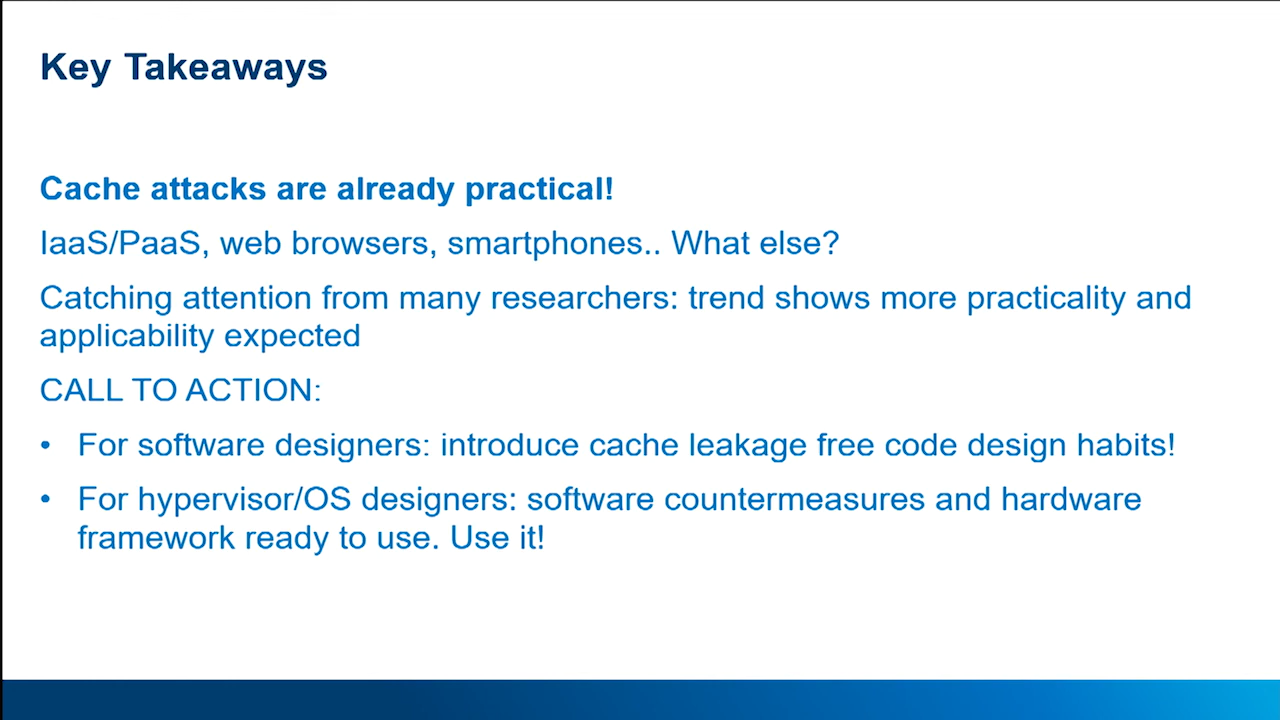 Key Takeaways
Cache attacks are already practical!
IaaS/PaaS, web browsers, smartphones.. What else?
Catching attention from many researchers: trend shows more practicality and
applicability expected
CALL TO ACTION:
• For software designers: introduce cache leakage free code design habits!
• For hypervisor/OS designers: software countermeasures and hardware
framework ready to use. Use it!